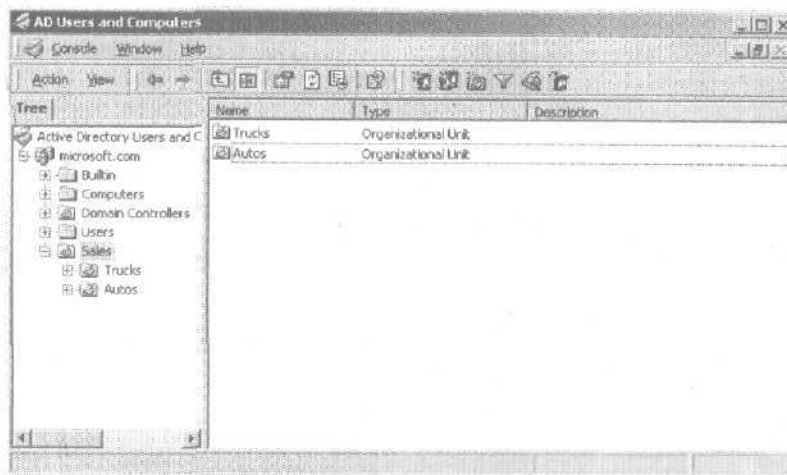 AD Users and Computers
Console Window Help
Action View
Tree
Name Type Description
Active Directory Users and C
microsoft.com
Builtin
Computers
Domain Controllers
Users
Sales
Trucks
Autos
Trucks Organizational Unit
Autos Organizational Unit